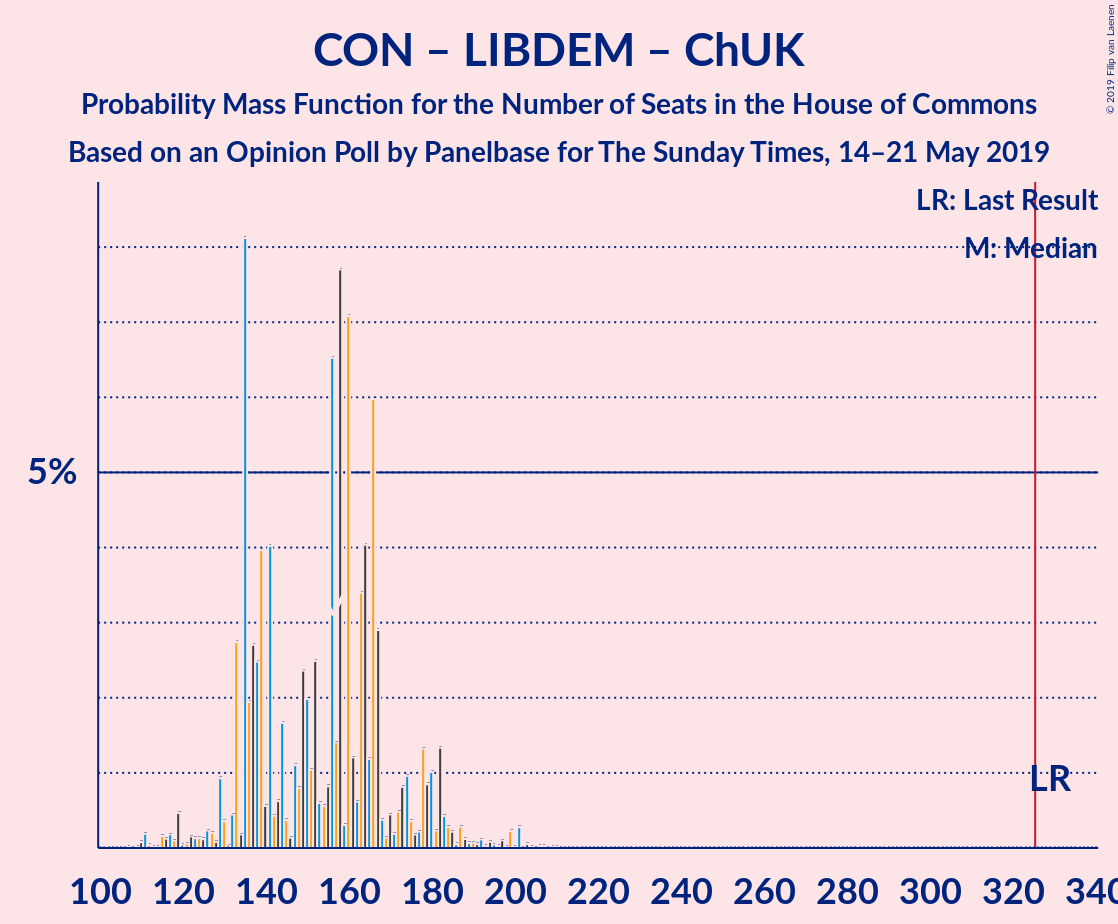 CON – LIBDEM – ChUK
Probability Mass Function for the Number of Seats in the House of Commons
Based on an Opinion Poll by Panelbase for The Sunday Times, 14–21 May 2019
© 2019 Filip van Laenen
LR: Last Result
M: Median
5%
LR
100 120 140 160 180 200 220 240 260 280 300 320 340